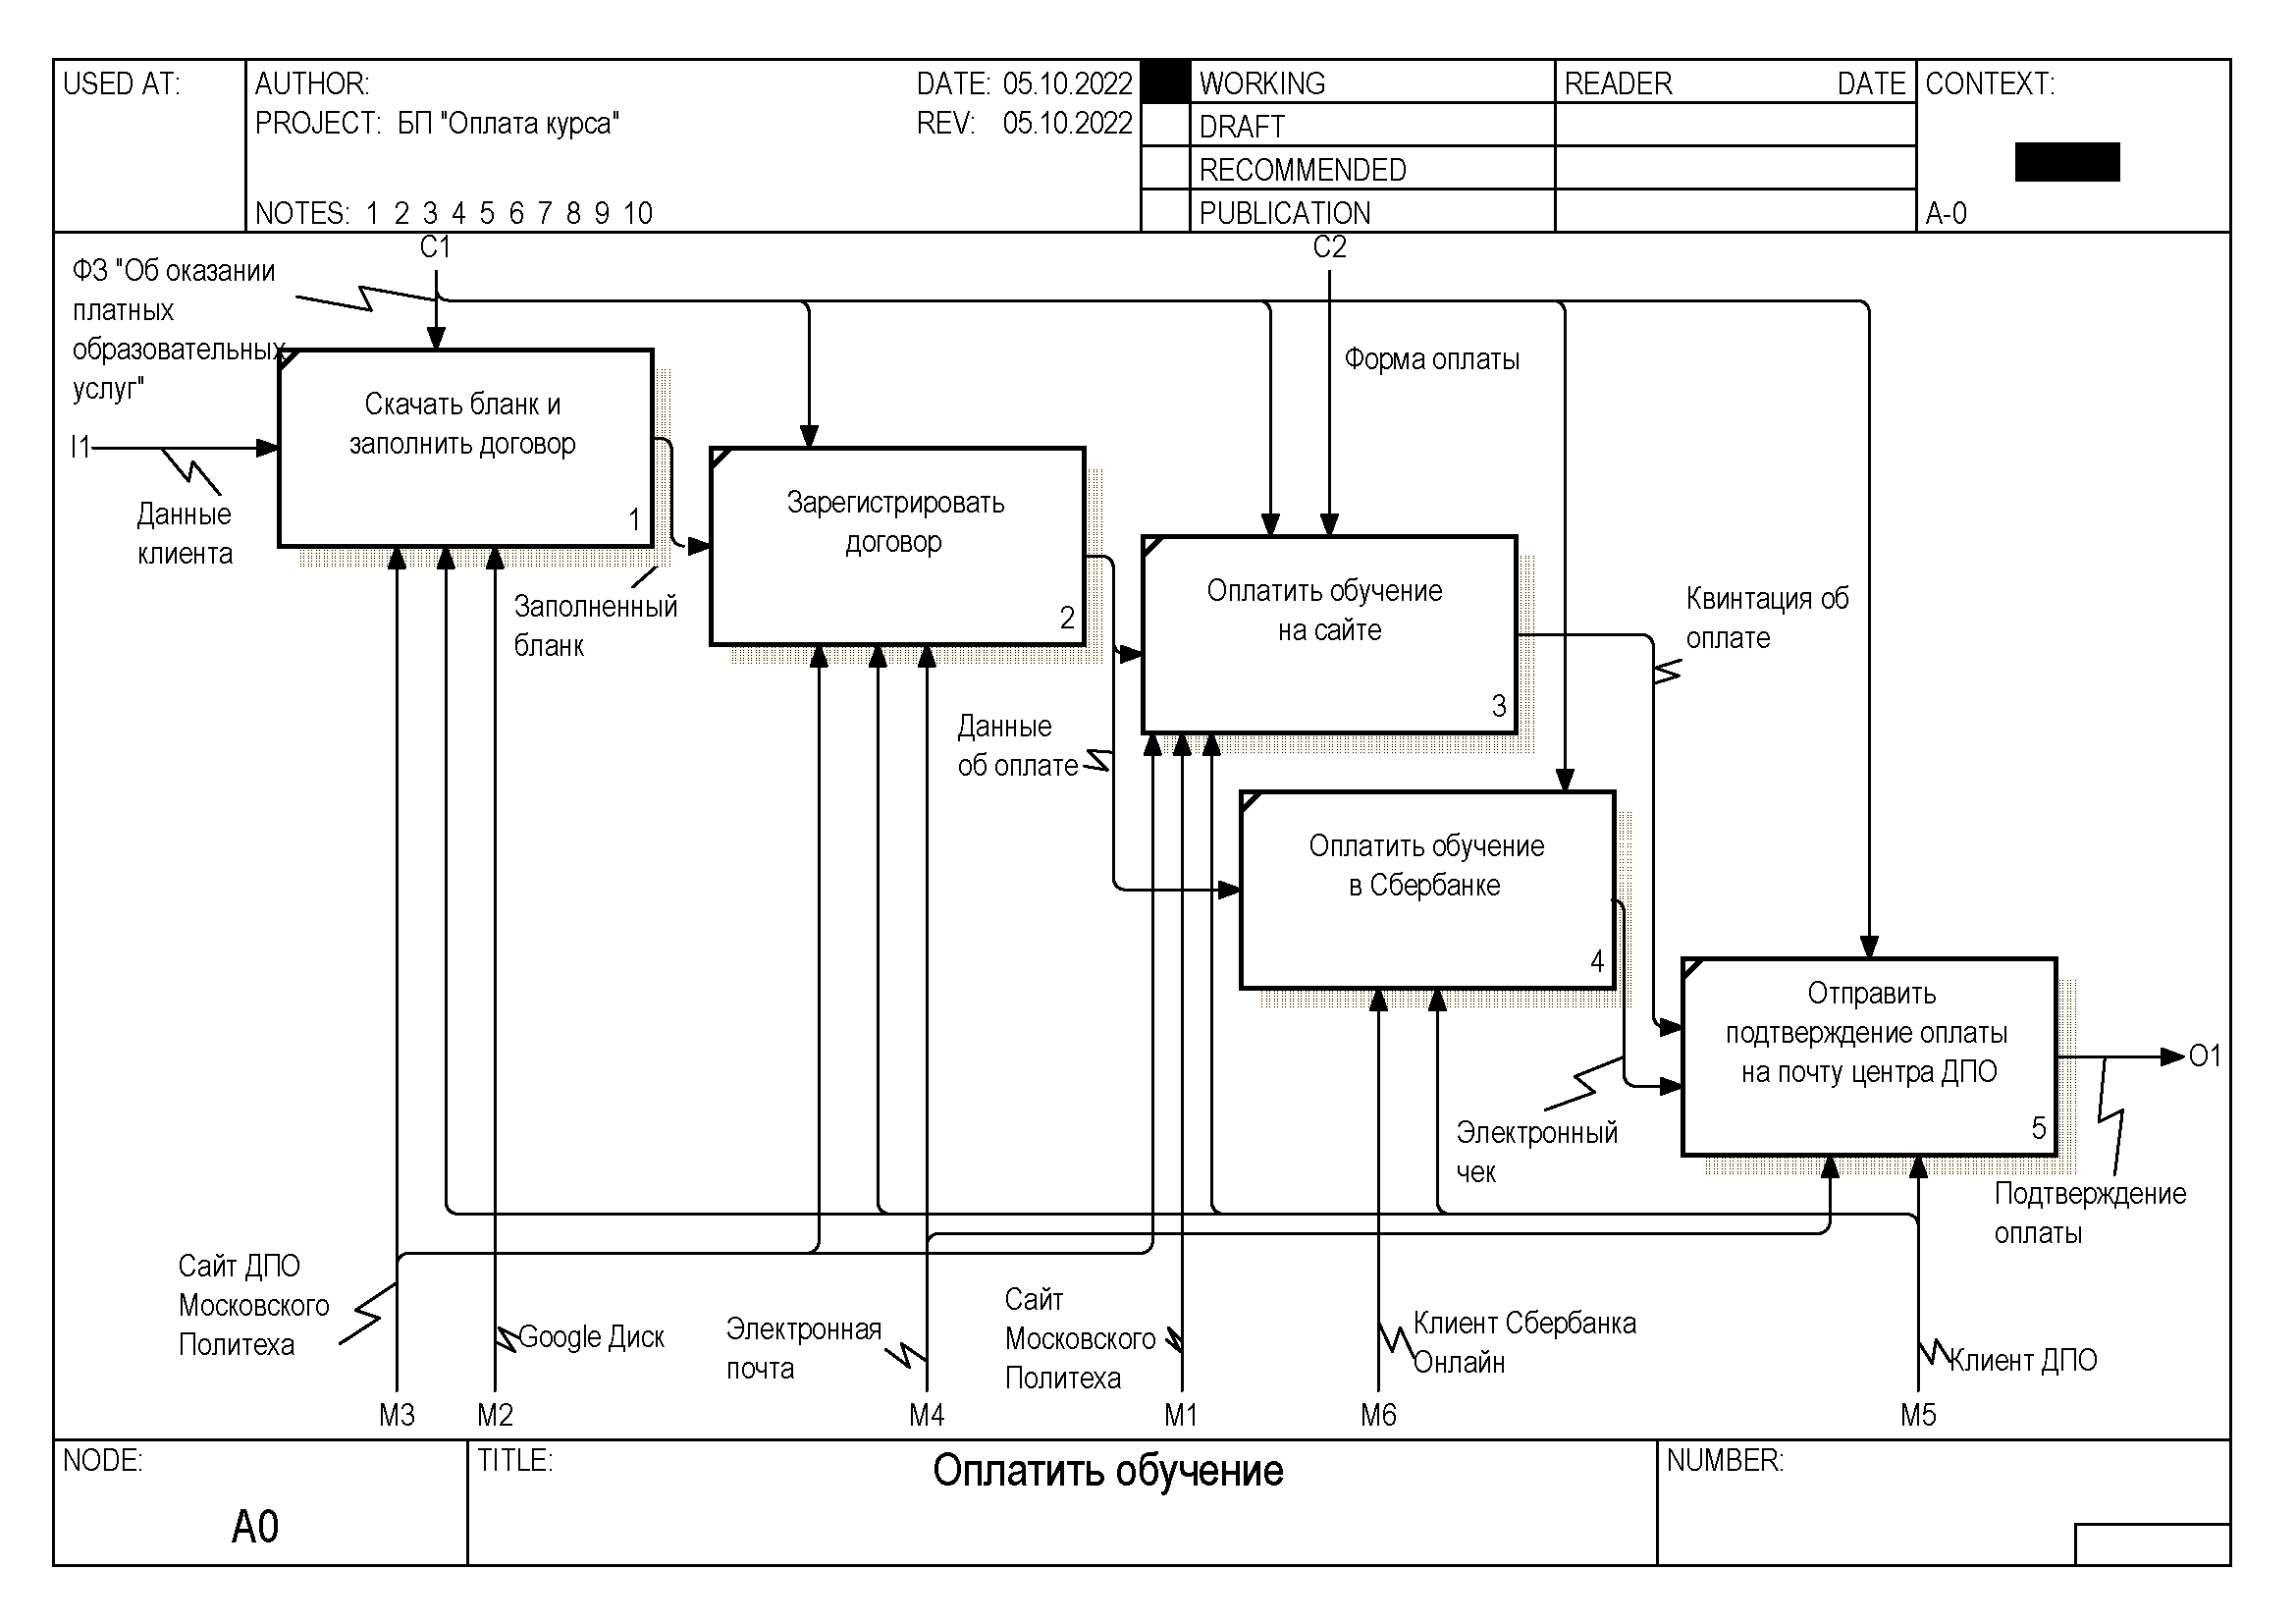 USED AT:
AUTHOR:
DATE: 05.10.2022
PROJECT: БП "Оплата курса"
REV: 05.10.2022
NOTES: 1 2 3 4 5 6 7 8 9 10
WORKING
DRAFT
RECOMMENDED
PUBLICATION
READER DATE
CONTEXT:
A-0
C1
C2
ФЗ "Об оказании
платных
образовательных
услуг"
Форма оплаты
I1
Данные
клиента
Скачать бланк и
заполнить договор
1
Заполненный
бланк
Зарегистрировать
договор
2
Данные
об оплате
Оплатить обучение
на сайте
3
Квинтация об
оплате
Оплатить обучение
в Сбербанке
4
Электронный
чек
Отправить
подтверждение оплаты
на почту центра ДПО
5
O1
Подтверждение
оплаты
Сайт ДПО
Московского
Политеха
Google Диск
Электронная
почта
Сайт
Московского
Политеха
Клиент Сбербанка
Онлайн
Клиент ДПО
M3
M2
M4
M1
M6
M5
NODE:
A0
TITLE:
Оплатить обучение
NUMBER: